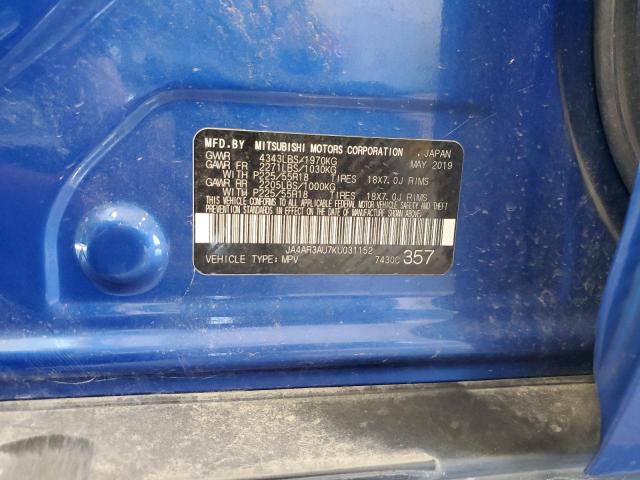 MFD.BY MITSUBISHI MOTORS CORPORATION , JAPAN
GVWR 4343LBS/1970KG MAY 2019
GAWR FR 2271LBS/1030KG
WITH P225/55R18 TIRES 18X7.0J RIMS
GAWR RR 2205LBS/1000KG
WITH P225/55R18 TIRES 18X7.0J RIMS
THIS VEHICLE CONFORMS TO ALL APPLICABLE FEDERAL MOTOR VEHICLE SAFETY AND THEFT PREVENTION STANDARDS IN EFFECT ON THE DATE OF MANUFACTURE SHOWN ABOVE.
JA4AR3AU7KU031152
VEHICLE TYPE: MPV 7430C 357